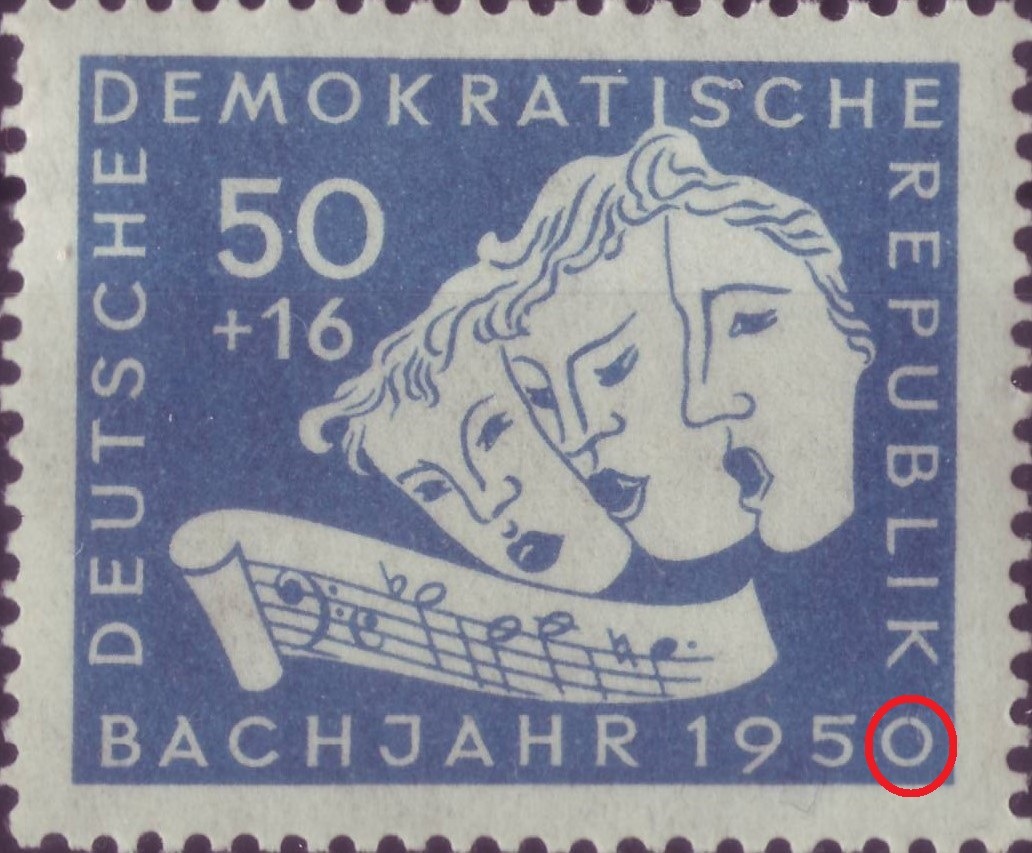 DEUTSCHE
DEMOKRATISCHE
REPUBLIK
50
+16
BACHJAHR 1950